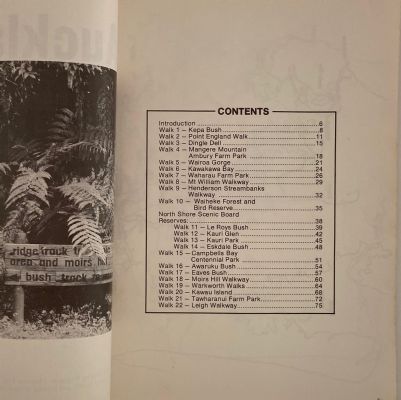 ridge track
area and moirs hill
bush track
CONTENTS
Introduction 6
Walk 1 – Kepa Bush 8
Walk 2 – Point England Walk 11
Walk 3 – Dingle Dell 15
Walk 4 – Mangere Mountain
Ambury Farm Park 18
Walk 5 – Wairoa Gorge 21
Walk 6 – Kawakawa Bay 24
Walk 7 – Waharau Farm Park 26
Walk 8 – Mt William Walkway 29
Walk 9 – Henderson Streambanks
Walkway 32
Walk 10 – Waiheke Forest and
Bird Reserve 35
North Shore Scenic Board
Reserves: 38
Walk 11 – Le Roys Bush 39
Walk 12 – Kauri Glen 42
Walk 13 – Kauri Park 45
Walk 14 – Eskdale Bush 48
Walk 15 – Campbells Bay
Centennial Park 51
Walk 16 – Awaruku Bush 54
Walk 17 – Eaves Bush 57
Walk 18 – Moirs Hill Walkway 60
Walk 19 – Warkworth Walks 64
Walk 20 – Kawau Island 68
Walk 21 – Tawharanui Farm Park 72
Walk 22 – Leigh Walkway 75